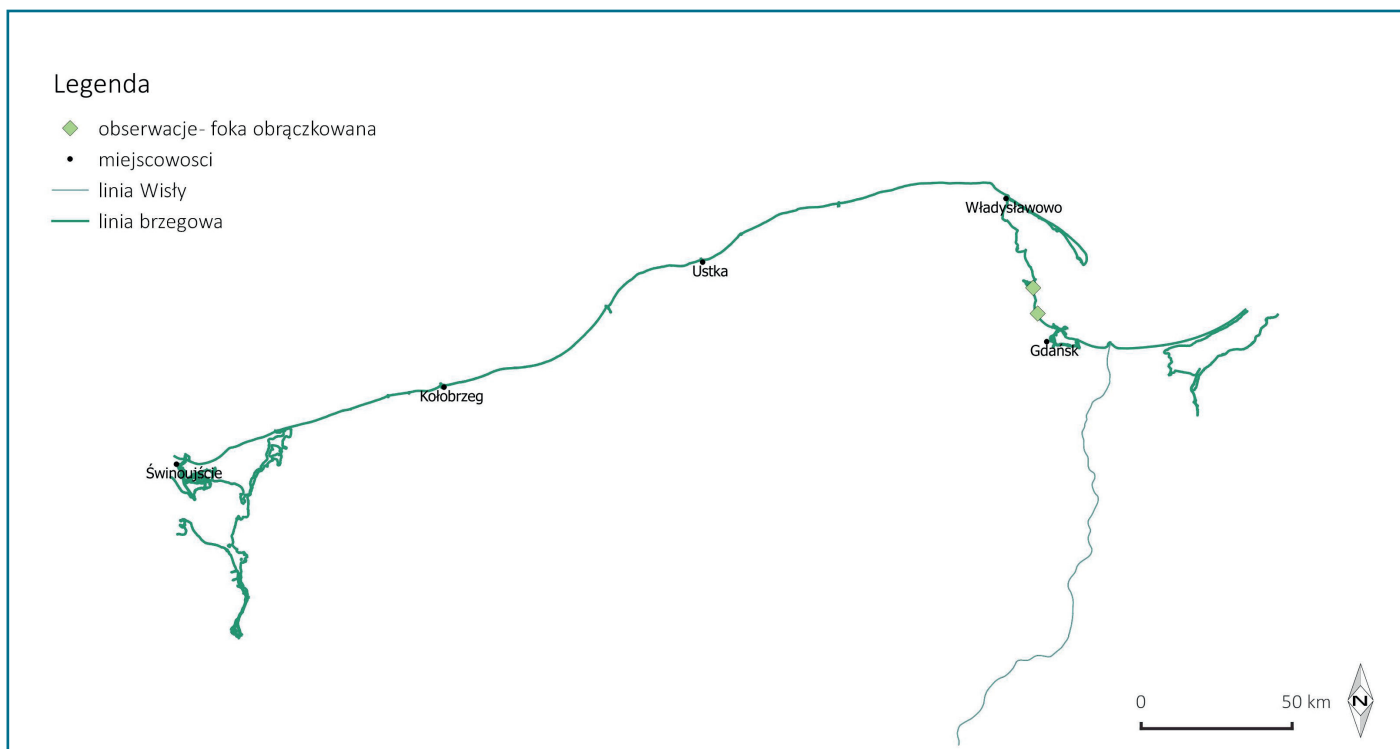 Legenda
obserwacje- foka obrączkowana
miejscowosci
linia Wisły
linia brzegowa
Władysławowo
Ustka
Gdańsk
Kołobrzeg
Świnoujście
0 50 km
N